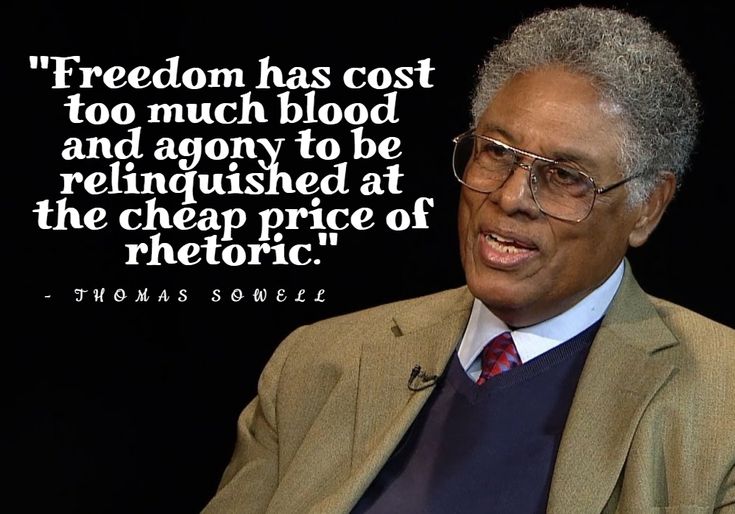 "Freedom has cost
too much blood
and agony to be
relinquished at
the cheap price of
rhetoric."
- THOMAS SOWELL